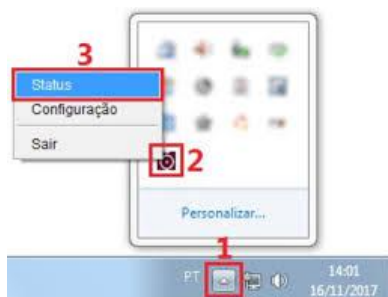 3
Status
Configuração
Sair
2
Personalizar...
1
PT
14:01
16/11/2017